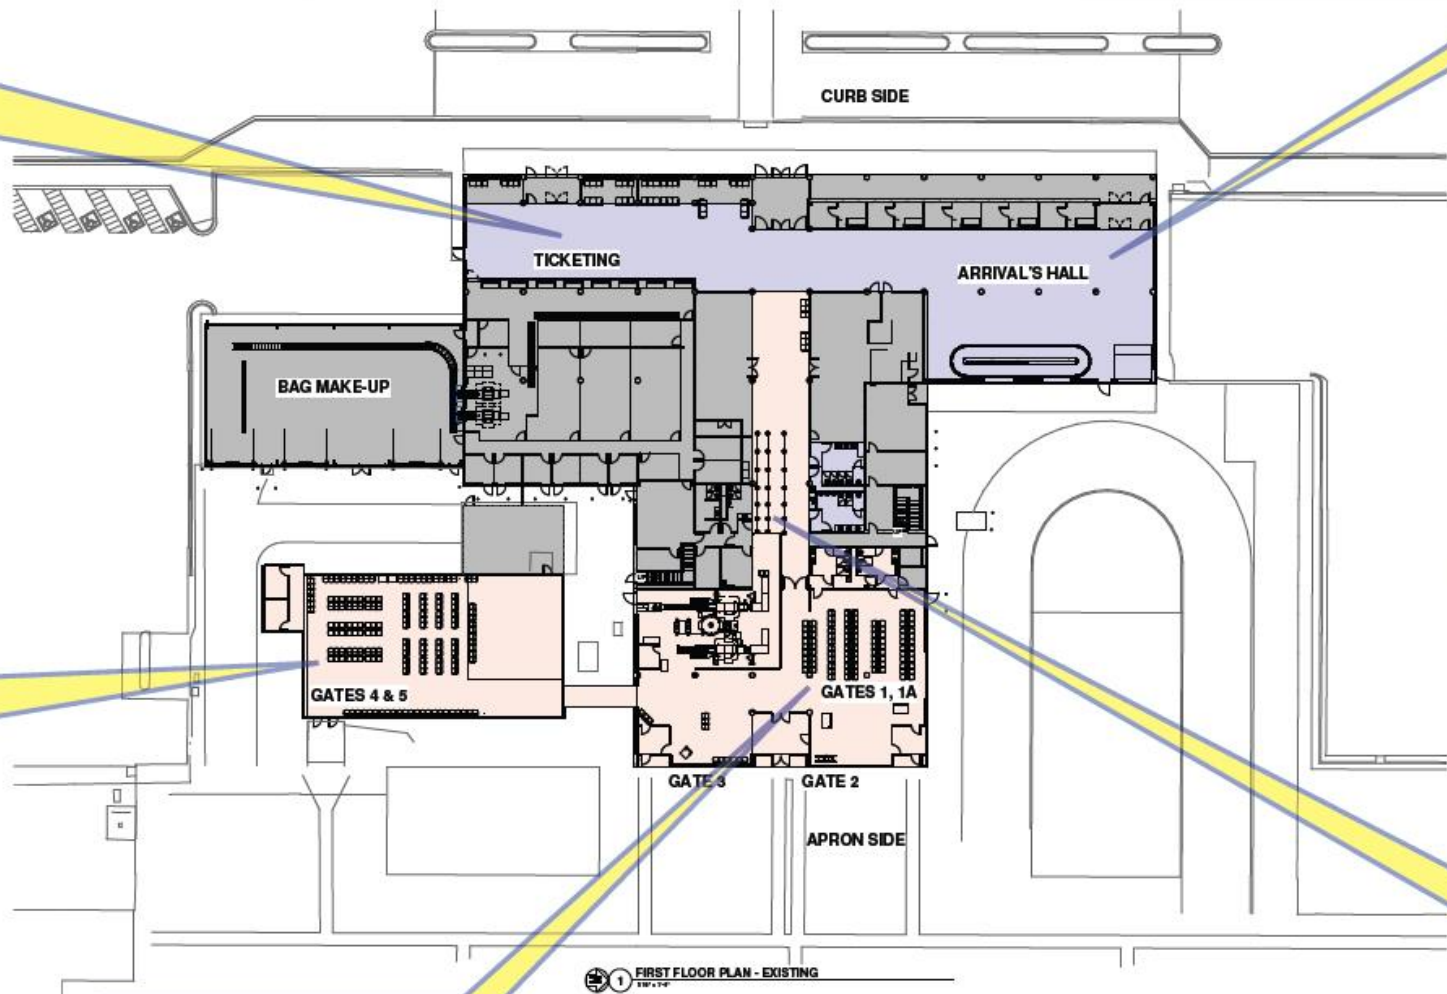 CURB SIDE
TICKETING
ARRIVAL'S HALL
BAG MAKE-UP
GATES 4 & 5
GATES 1, 1A
GATE 3
GATE 2
APRON SIDE
1
FIRST FLOOR PLAN - EXISTING